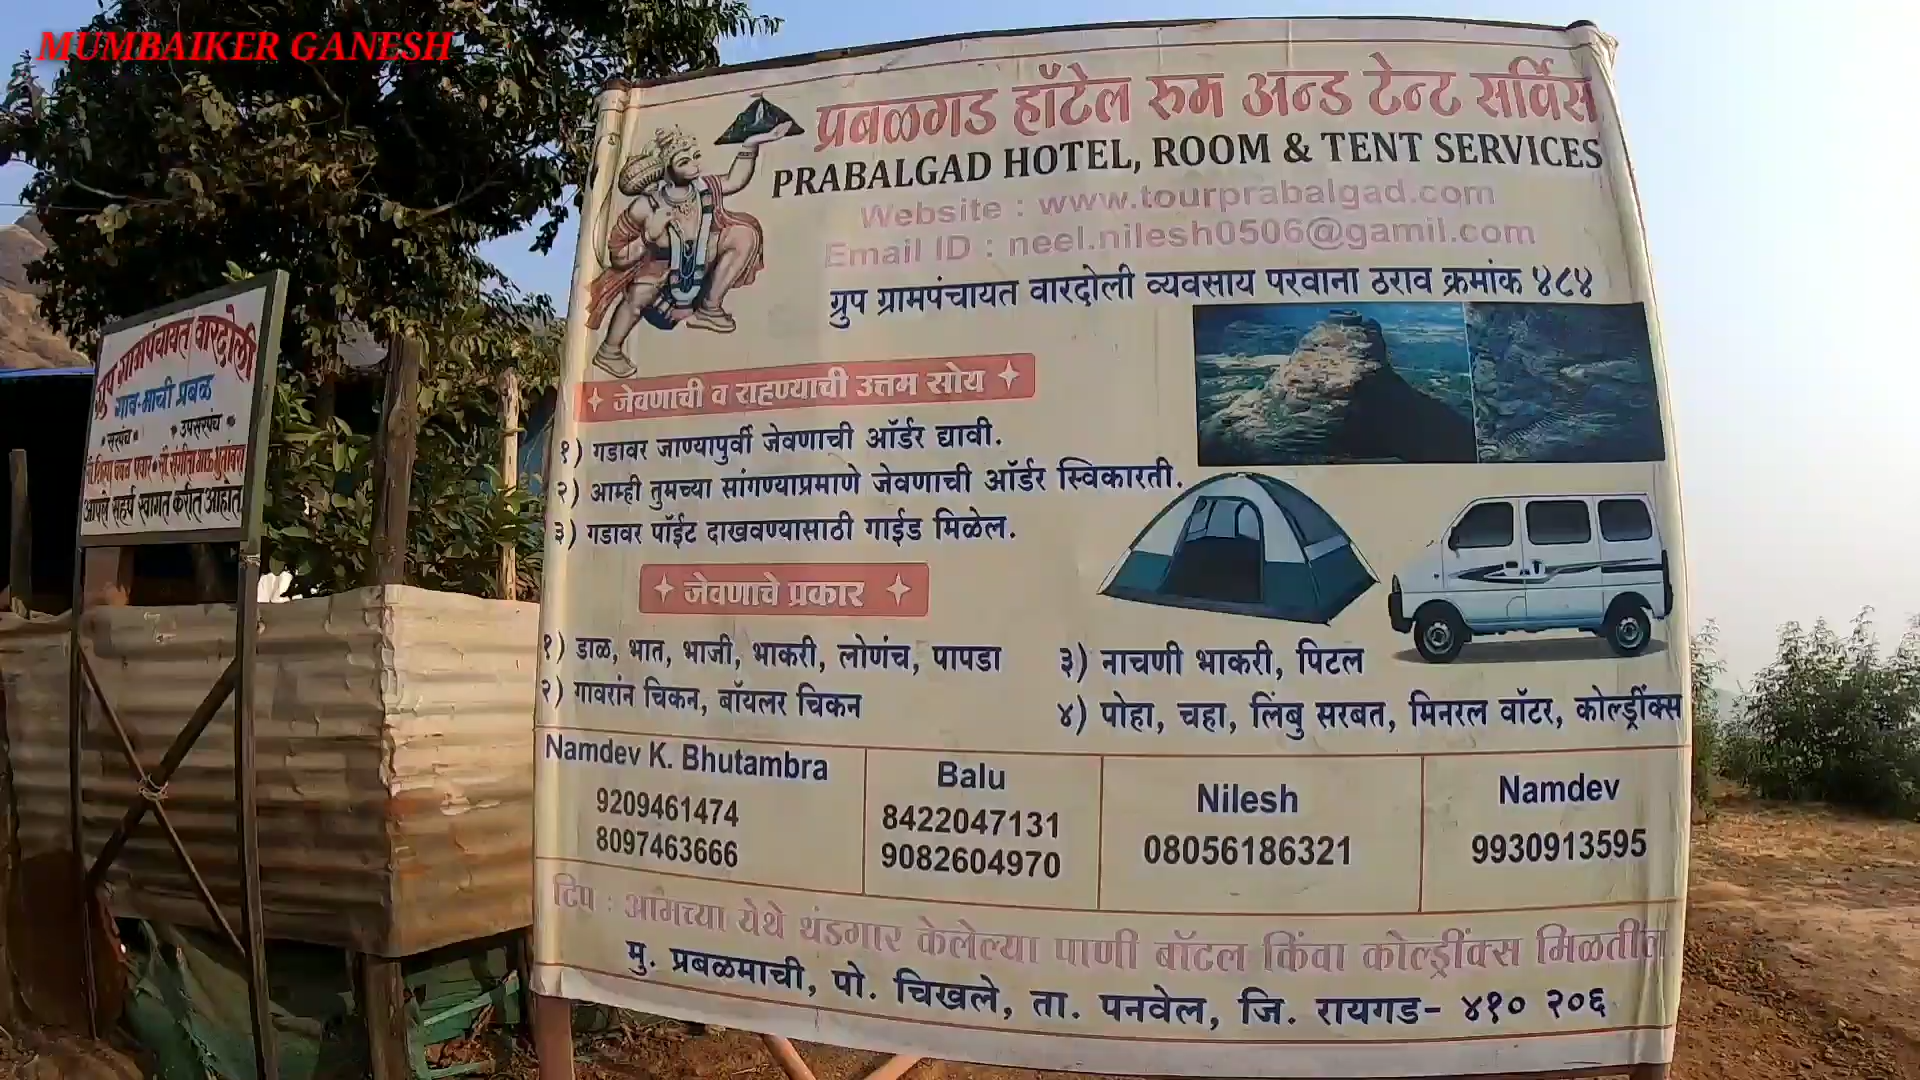 MUMBAIKER GANESH
ग्रुप ग्रामपंचायत वारदोली
गाव-माची प्रबळ
सरपंच
उपसरपंच
आपले सहर्ष स्वागत करीत आहोत.
प्रबळगड हॉटेल रुम अन्ड टेन्ट सर्विस
PRABALGAD HOTEL, ROOM & TENT SERVICES
Website : www.tourprabalgad.com
Email ID : neel.nilesh0506@gamil.com
ग्रुप ग्रामपंचायत वारदोली व्यवसाय परवाना ठराव क्रमांक ४८४
जेवणाची व राहण्याची उत्तम सोय
१) गडावर जाण्यापुर्वी जेवणाची ऑर्डर द्यावी.
२) आम्ही तुमच्या सांगण्याप्रमाणे जेवणाची ऑर्डर स्विकारती.
३) गडावर पॉईट दाखवण्यासाठी गाईड मिळेल.
जेवणाचे प्रकार
१) डाळ, भात, भाजी, भाकरी, लोणंच, पापडा
२) गावरांन चिकन, बॉयलर चिकन
३) नाचणी भाकरी, पिटल
४) पोहा, चहा, लिंबु सरबत, मिनरल वॉटर, कोल्ड्रींक्स
Namdev K. Bhutambra
9209461474
8097463666
Balu
8422047131
9082604970
Nilesh
08056186321
Namdev
9930913595
टिप : आंमच्या येथे थंडगार केलेल्या पाणी बॉटल किंवा कोल्ड्रींक्स मिळतील
मु. प्रबळमाची, पो. चिखले, ता. पनवेल, जि. रायगड- ४१० २०६